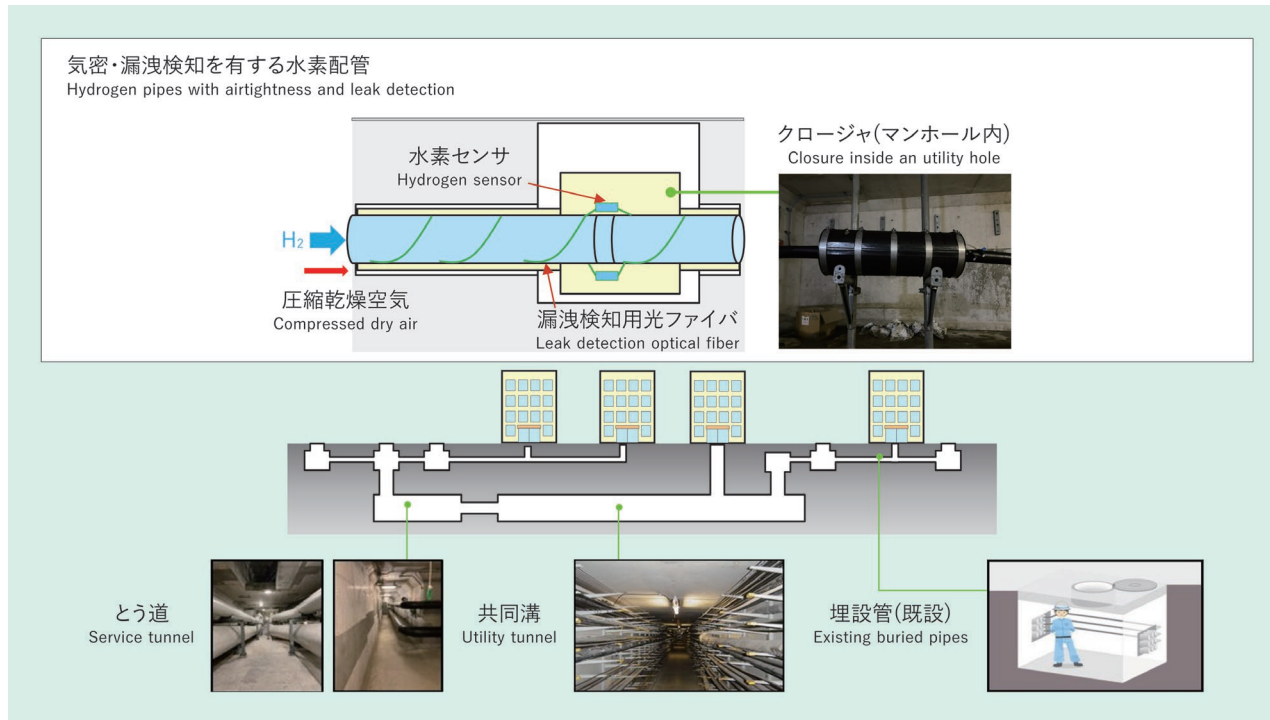 気密・漏洩検知を有する水素配管
Hydrogen pipes with airtightness and leak detection
水素センサ
Hydrogen sensor
クロージャ(マンホール内)
Closure inside an utility hole
H₂
圧縮乾燥空気
Compressed dry air
漏洩検知用光ファイバ
Leak detection optical fiber
とう道
Service tunnel
共同溝
Utility tunnel
埋設管(既設)
Existing buried pipes